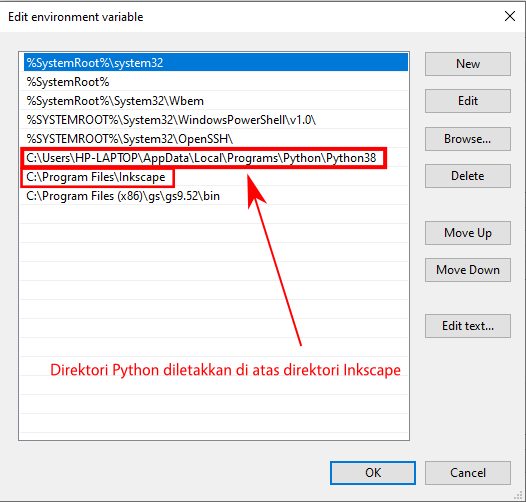 Edit environment variable
%SystemRoot%\system32
%SystemRoot%
%SystemRoot%\System32\Wbem
%SYSTEMROOT%\System32\WindowsPowerShell\v1.0\
%SYSTEMROOT%\System32\OpenSSH\
C:\Users\HP-LAPTOP\AppData\Local\Programs\Python\Python38
C:\Program Files\Inkscape
C:\Program Files (x86)\gs\gs9.52\bin
Direktori Python diletakkan di atas direktori Inkscape
New
Edit
Browse...
Delete
Move Up
Move Down
Edit text...
OK
Cancel